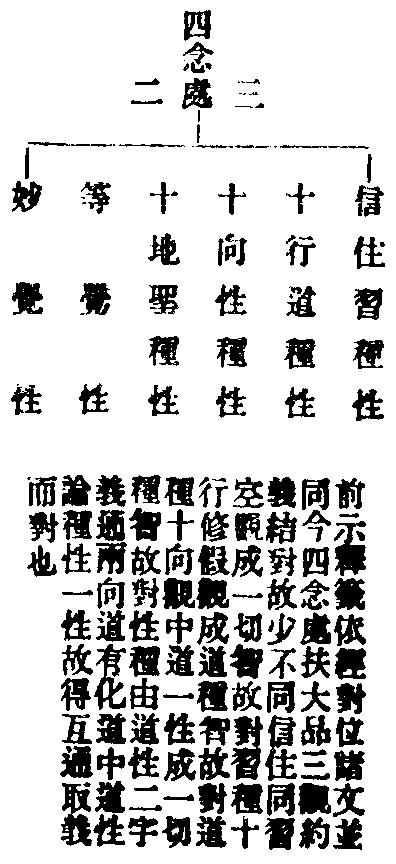 四念處
三
二
信住習種性
十行道種性
十向性種性
十地聖種性
等覺性
妙覺性
前示釋籤依經對位諸文並
同今四念處扶大品三觀約
義結對故少不同信住同習
空觀成一切智故對習種十
行修假觀成道種智故對道
種十向觀中道一性成一切
種智故對性種由道性二字
義通兩向道有化道中道性
論種性一性故得互通取義
而對也